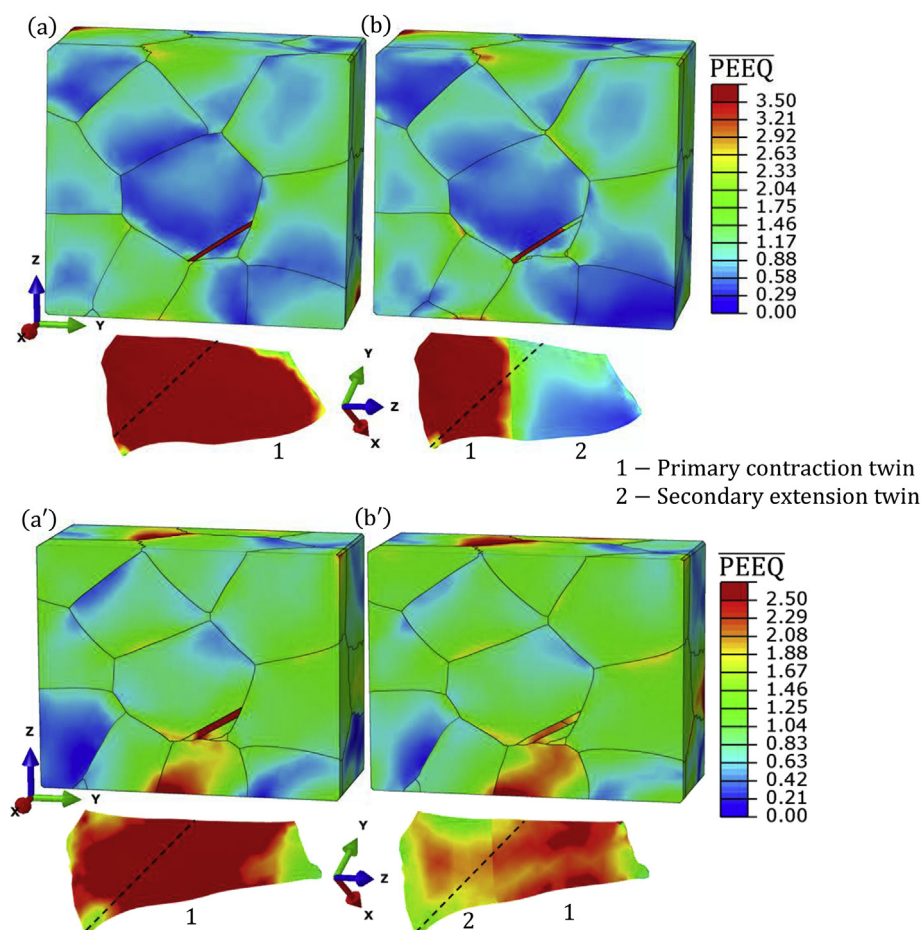 (a)
(b)
PEEQ
3.50
3.21
2.92
2.63
2.33
2.04
1.75
1.46
1.17
0.88
0.58
0.29
0.00
Z
X
Y
Y
Z
X
1
1
2
1 – Primary contraction twin
2 – Secondary extension twin
(a′)
(b′)
PEEQ
2.50
2.29
2.08
1.88
1.67
1.46
1.25
1.04
0.83
0.63
0.42
0.21
0.00
Z
X
Y
Y
Z
X
1
2
1